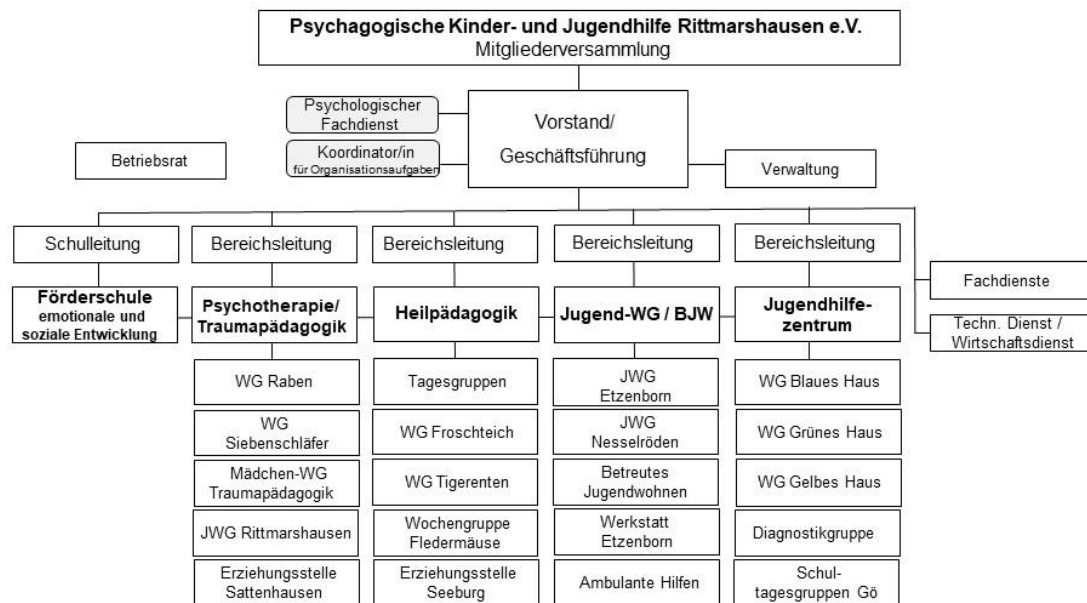 Psychagogische Kinder- und Jugendhilfe Rittmarshausen e.V.
Mitgliederversammlung
Psychologischer
Fachdienst
Vorstand/
Geschäftsführung
Betriebsrat
Koordinator/in
für Organisationsaufgaben
Verwaltung
Schulleitung
Bereichsleitung
Bereichsleitung
Bereichsleitung
Bereichsleitung
Fachdienste
Techn. Dienst /
Wirtschaftsdienst
Förderschule
emotionale und
soziale Entwicklung
Psychotherapie/
Traumapädagogik
Heilpädagogik
Jugend-WG / BJW
Jugendhilfe-
zentrum
WG Raben
Tagesgruppen
JWG
Etzenborn
WG Blaues Haus
WG
Siebenschläfer
WG Froschteich
JWG
Nesselröden
WG Grünes Haus
Mädchen-WG
Traumapädagogik
WG Tigerenten
Betreutes
Jugendwohnen
WG Gelbes Haus
JWG Rittmarshausen
Wochengruppe
Fledermäuse
Werkstatt
Etzenborn
Diagnostikgruppe
Erziehungsstelle
Sattenhausen
Erziehungsstelle
Seeburg
Ambulante Hilfen
Schul-
tagesgruppen Gö